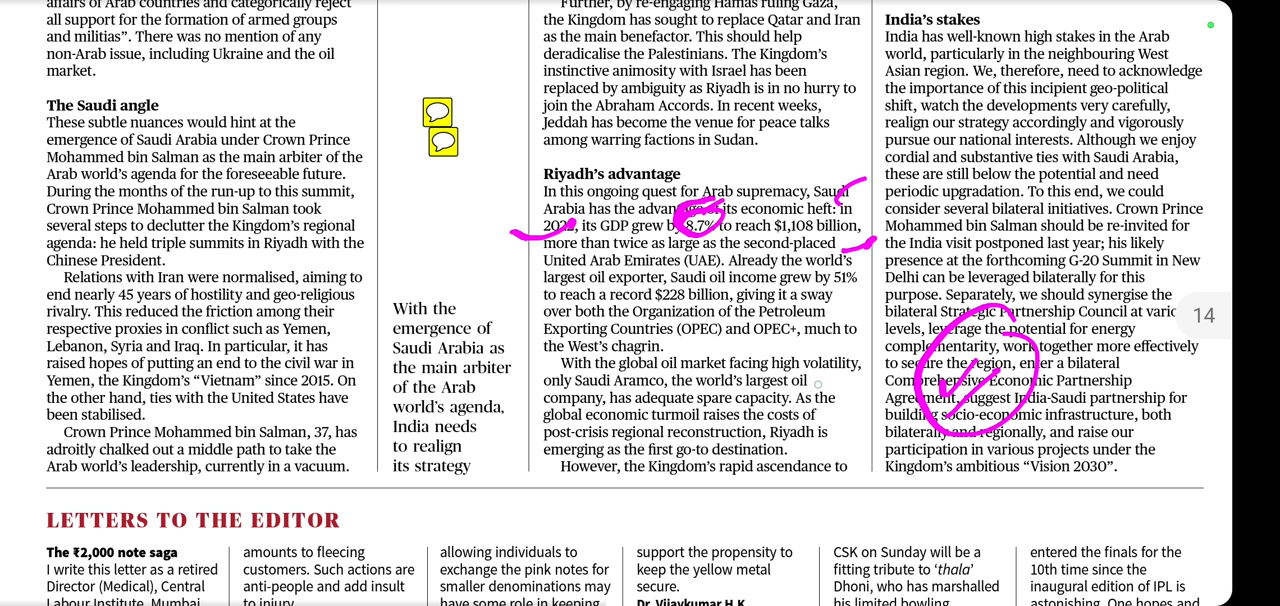 affairs of Arab countries and categorically reject
all support for the formation of armed groups
and militias”. There was no mention of any
non-Arab issue, including Ukraine and the oil
market.
The Saudi angle
These subtle nuances would hint at the
emergence of Saudi Arabia under Crown Prince
Mohammed bin Salman as the main arbiter of the
Arab world’s agenda for the foreseeable future.
During the months of the run-up to this summit,
Crown Prince Mohammed bin Salman took
several steps to declutter the Kingdom’s regional
agenda: he held triple summits in Riyadh with the
Chinese President.
Relations with Iran were normalised, aiming to
end nearly 45 years of hostility and geo-religious
rivalry. This reduced the friction among their
respective proxies in conflict such as Yemen,
Lebanon, Syria and Iraq. In particular, it has
raised hopes of putting an end to the civil war in
Yemen, the Kingdom’s “Vietnam” since 2015. On
the other hand, ties with the United States have
been stabilised.
Crown Prince Mohammed bin Salman, 37, has
adroitly chalked out a middle path to take the
Arab world’s leadership, currently in a vacuum.
With the
emergence of
Saudi Arabia as
the main arbiter
of the Arab
world’s agenda,
India needs
to realign
its strategy
Further, by re-engaging Hamas ruling Gaza,
the Kingdom has sought to replace Qatar and Iran
as the main benefactor. This should help
deradicalise the Palestinians. The Kingdom’s
instinctive animosity with Israel has been
replaced by ambiguity as Riyadh is in no hurry to
join the Abraham Accords. In recent weeks,
Jeddah has become the venue for peace talks
among warring factions in Sudan.
Riyadh’s advantage
In this ongoing quest for Arab supremacy, Saudi
Arabia has the advantage of its economic heft: in
2022, its GDP grew by 8.7% to reach $1,108 billion,
more than twice as large as the second-placed
United Arab Emirates (UAE). Already the world’s
largest oil exporter, Saudi oil income grew by 51%
to reach a record $228 billion, giving it a sway
over both the Organization of the Petroleum
Exporting Countries (OPEC) and OPEC+, much to
the West’s chagrin.
With the global oil market facing high volatility,
only Saudi Aramco, the world’s largest oil
company, has adequate spare capacity. As the
global economic turmoil raises the costs of
post-crisis regional reconstruction, Riyadh is
emerging as the first go-to destination.
However, the Kingdom’s rapid ascendance to
India’s stakes
India has well-known high stakes in the Arab
world, particularly in the neighbouring West
Asian region. We, therefore, need to acknowledge
the importance of this incipient geo-political
shift, watch the developments very carefully,
realign our strategy accordingly and vigorously
pursue our national interests. Although we enjoy
cordial and substantive ties with Saudi Arabia,
these are still below the potential and need
periodic upgradation. To this end, we could
consider several bilateral initiatives. Crown Prince
Mohammed bin Salman should be re-invited for
the India visit postponed last year; his likely
presence at the forthcoming G-20 Summit in New
Delhi can be leveraged bilaterally for this
purpose. Separately, we should synergise the
bilateral Strategic Partnership Council at various
levels, leverage the potential for energy
complementarity, work together more effectively
to secure the region, enter a bilateral
Comprehensive Economic Partnership
Agreement, suggest India-Saudi partnership for
building socio-economic infrastructure, both
bilaterally and regionally, and raise our
participation in various projects under the
Kingdom’s ambitious “Vision 2030”.
14
LETTERS TO THE EDITOR
The ₹2,000 note saga
I write this letter as a retired
Director (Medical), Central
Labour Institute, Mumbai
amounts to fleecing
customers. Such actions are
anti-people and add insult
to injury.
allowing individuals to
exchange the pink notes for
smaller denominations may
have some role in keeping
support the propensity to
keep the yellow metal
secure.
Dr. Vijaykumar H.K.
CSK on Sunday will be a
fitting tribute to ‘thala’
Dhoni, who has marshalled
his limited bowling
entered the finals for the
10th time since the
inaugural edition of IPL is
astonishing. One hopes and